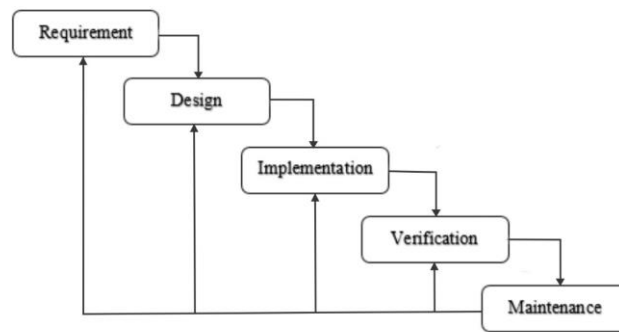 Requirement
Design
Implementation
Verification
Maintenance